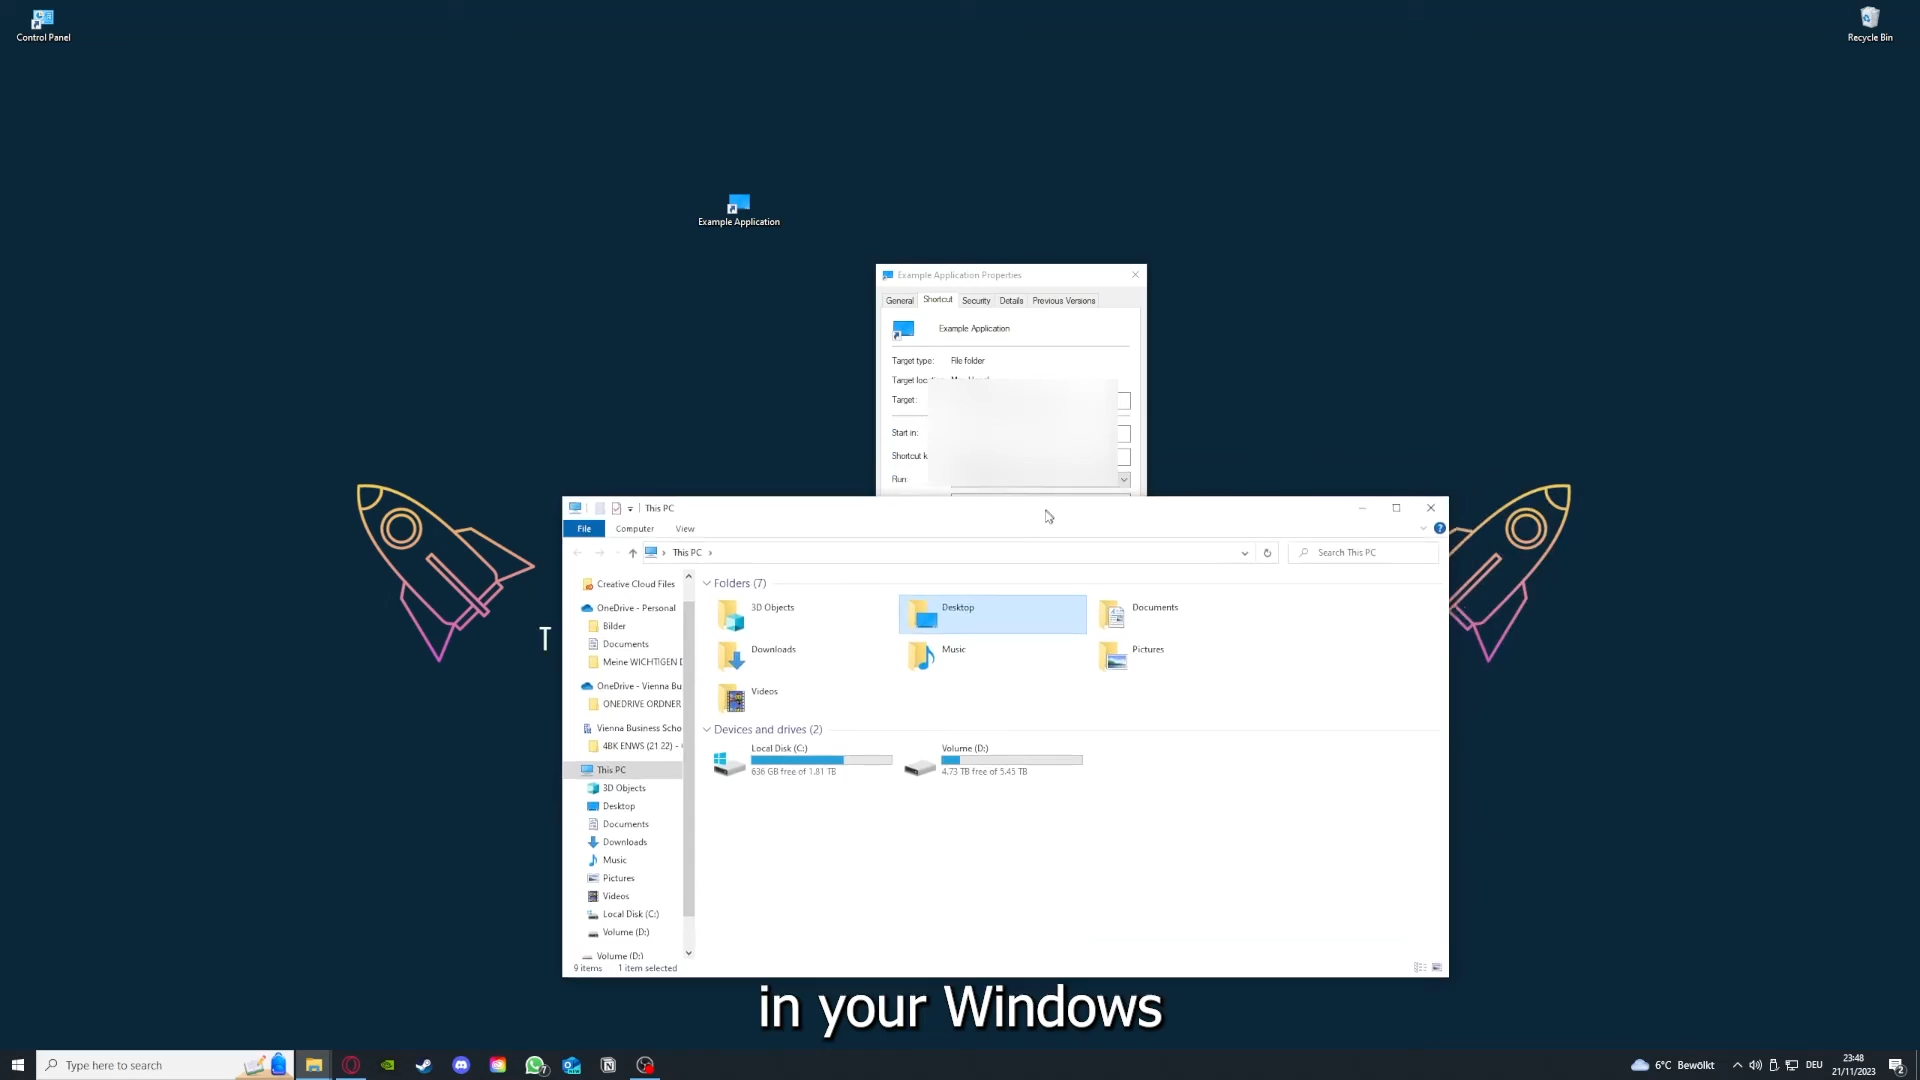 Control Panel
Recycle Bin
Example Application
Example Application Properties
General Shortcut Security Details Previous Versions
Example Application
Target type: File folder
Target:
Start in:
Run:
This PC
File Computer View
This PC
Search This PC
Creative Cloud Files
OneDrive - Personal
Bilder
Documents
Meine WICHTIGEN
OneDrive - Vienna Bu
ONEDRIVE ORDNER
Vienna Business Scho
4BK ENWS (21 22) -
This PC
3D Objects
Desktop
Documents
Downloads
Music
Pictures
Videos
Local Disk (C:)
Volume (D:)
Volume (D:)
Folders (7)
3D Objects
Desktop
Documents
Downloads
Music
Pictures
Videos
Devices and drives (2)
Local Disk (C:)
636 GB free of 1.81 TB
Volume (D:)
4.73 TB free of 5.45 TB
9 items 1 item selected
T
in your Windows
Type here to search
7
6°C Bewölkt
DEU
23:48
21/11/2023
2